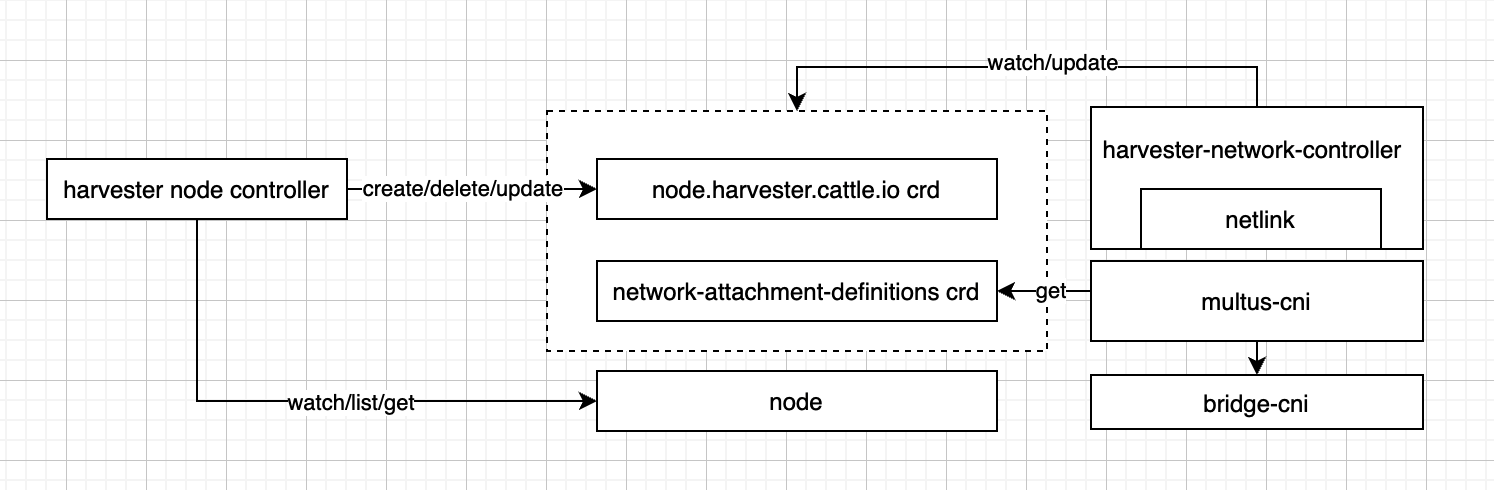 watch/update
harvester-network-controller
harvester node controller
create/delete/update
node.harvester.cattle.io crd
netlink
network-attachment-definitions crd
get
multus-cni
watch/list/get
node
bridge-cni